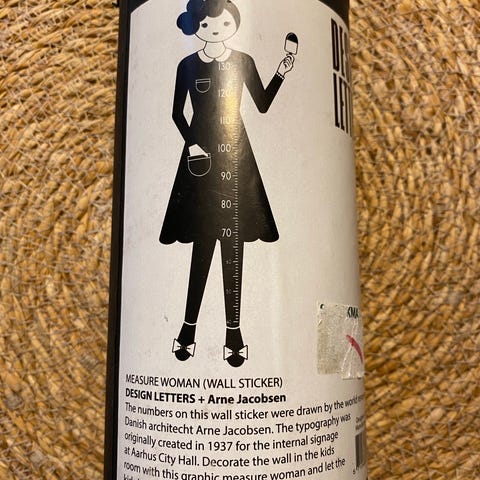 DE
LET
130
120
110
100
90
80
70
KMA
MEASURE WOMAN (WALL STICKER)
DESIGN LETTERS + Arne Jacobsen
The numbers on this wall sticker were drawn by the world
Danish architecht Arne Jacobsen. The typography was
originally created in 1937 for the internal signage
at Aarhus City Hall. Decorate the wall in the kids
room with this graphic measure woman and let the